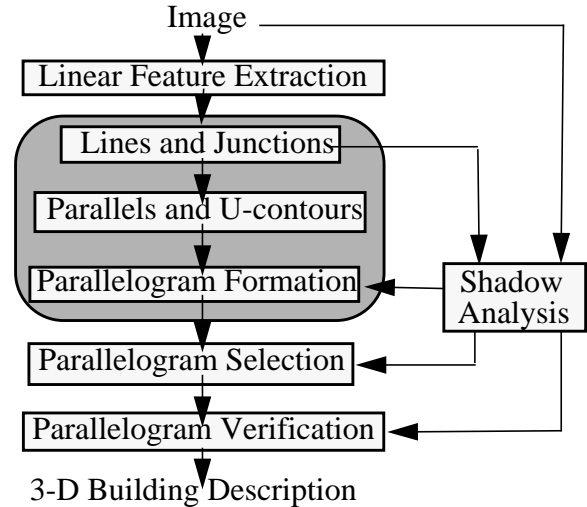 Image
Linear Feature Extraction
Lines and Junctions
Parallels and U-contours
Parallelogram Formation
Shadow
Analysis
Parallelogram Selection
Parallelogram Verification
3-D Building Description